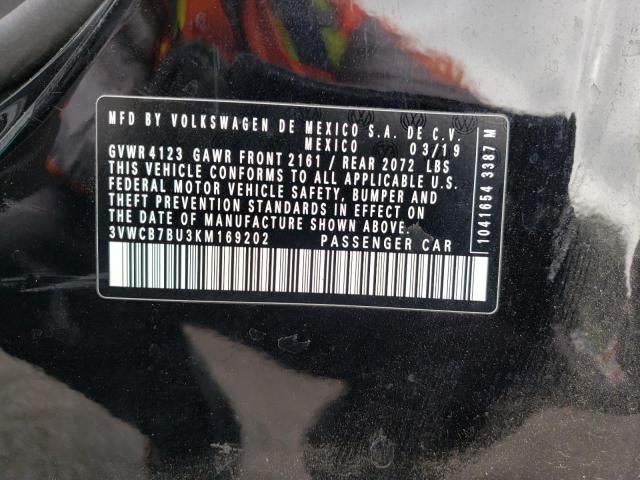 MFD BY VOLKSWAGEN DE MEXICO S.A. DE C.V.
MEXICO 03/19
GVWR 4123 GAWR FRONT 2161 / REAR 2072 LBS
THIS VEHICLE CONFORMS TO ALL APPLICABLE U.S.
FEDERAL MOTOR VEHICLE SAFETY, BUMPER AND
THEFT PREVENTION STANDARDS IN EFFECT ON
THE DATE OF MANUFACTURE SHOWN ABOVE.
3VWCB7BU3KM169202 PASSENGER CAR
1041654 3387 M